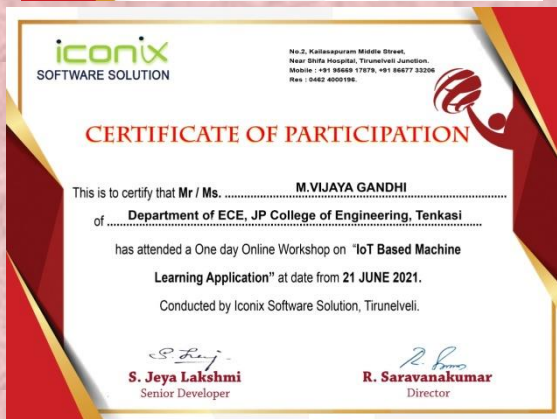 iconix
SOFTWARE SOLUTION
No.2, Kailasapuram Middle Street,
Near Shifa Hospital, Tirunelveli Junction.
Mobile : +91 95669 17879, +91 86677 33206
Res : 0462 4000196.
CERTIFICATE OF PARTICIPATION
This is to certify that Mr / Ms. M.VIJAYA GANDHI
of Department of ECE, JP College of Engineering, Tenkasi
has attended a One day Online Workshop on “IoT Based Machine
Learning Application” at date from 21 JUNE 2021.
Conducted by Iconix Software Solution, Tirunelveli.
S. Jeya Lakshmi
Senior Developer
R. Saravanakumar
Director